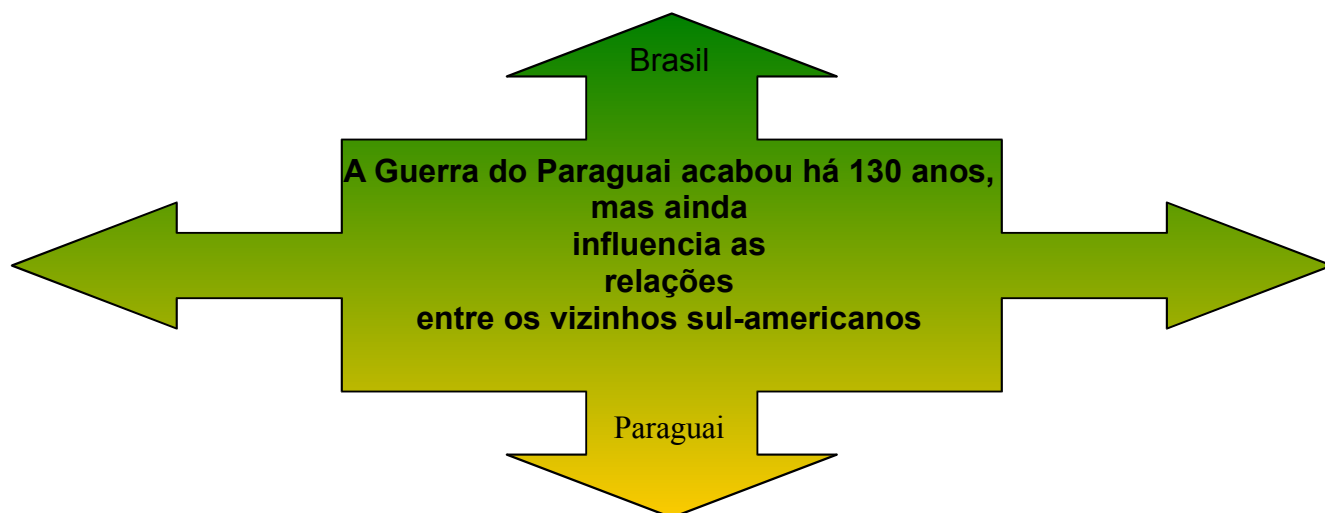 Brasil
A Guerra do Paraguai acabou há 130 anos,
mas ainda
influencia as
relações
entre os vizinhos sul-americanos
Paraguai